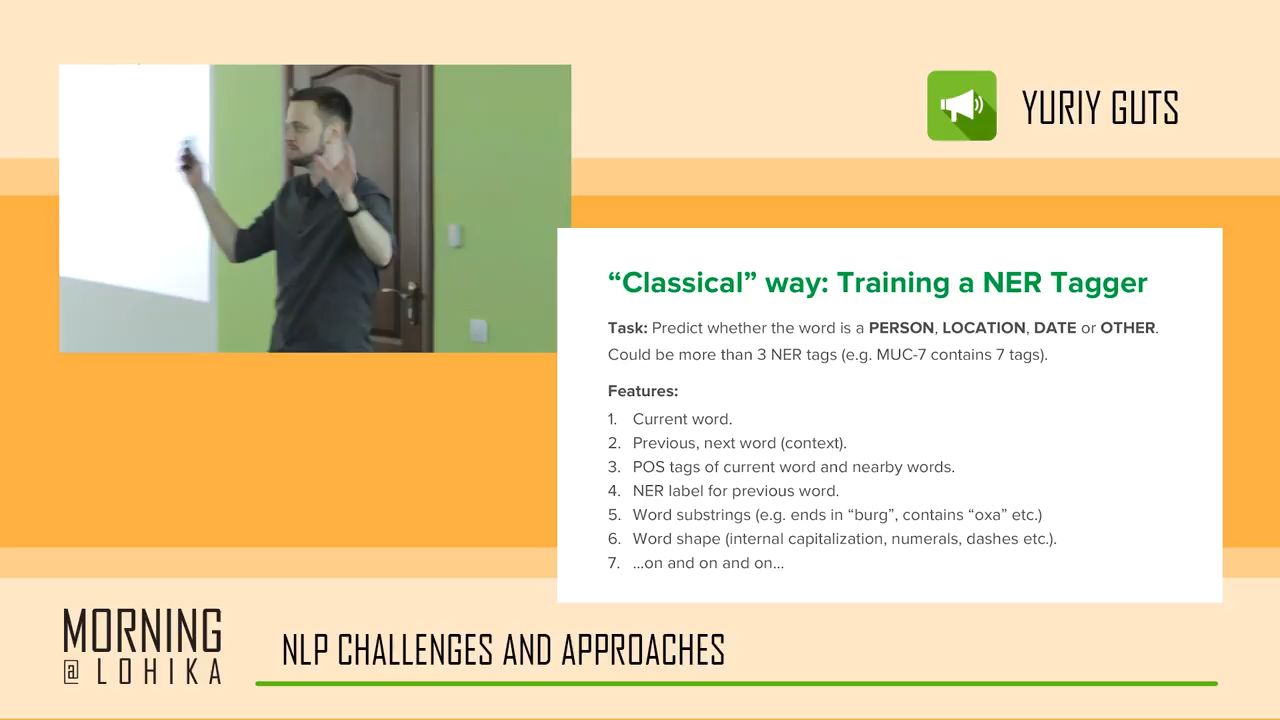 YURIY GUTS
“Classical” way: Training a NER Tagger
Task: Predict whether the word is a PERSON, LOCATION, DATE or OTHER.
Could be more than 3 NER tags (e.g. MUC-7 contains 7 tags).
Features:
1. Current word.
2. Previous, next word (context).
3. POS tags of current word and nearby words.
4. NER label for previous word.
5. Word substrings (e.g. ends in “burg”, contains “oxa” etc.)
6. Word shape (internal capitalization, numerals, dashes etc.).
7. ...on and on and on...
MORNING
@ LOHIKA
NLP CHALLENGES AND APPROACHES